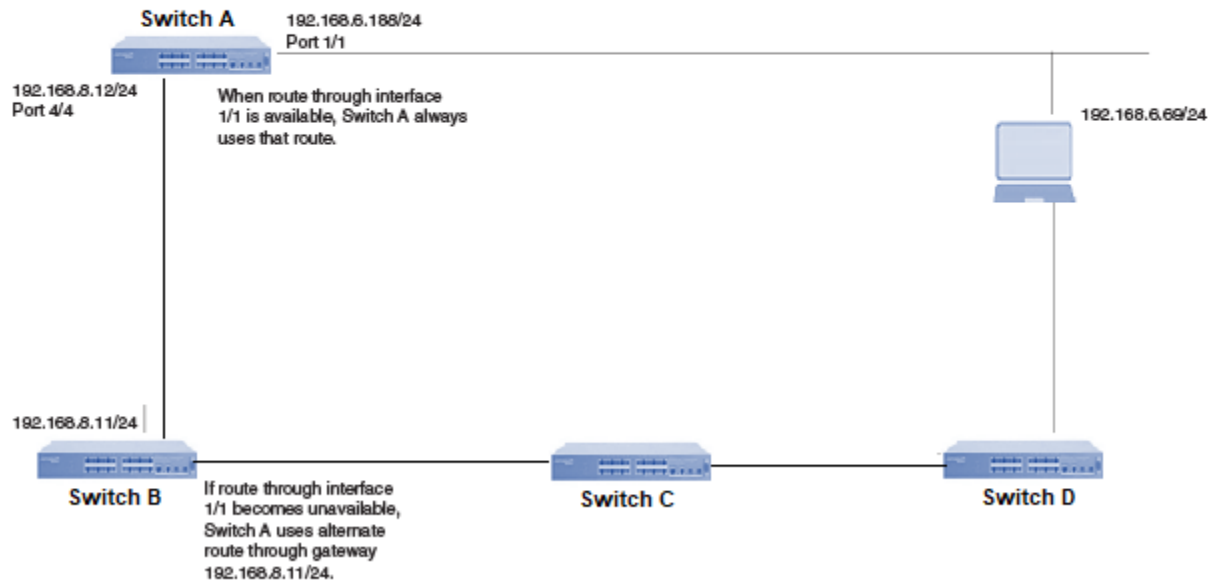 Switch A
192.168.6.188/24
Port 1/1
192.168.8.12/24
Port 4/4
When route through interface
1/1 is available, Switch A always
uses that route.
192.168.6.69/24
192.168.8.11/24
Switch B
Switch C
Switch D
If route through interface
1/1 becomes unavailable,
Switch A uses alternate
route through gateway
192.168.8.11/24.